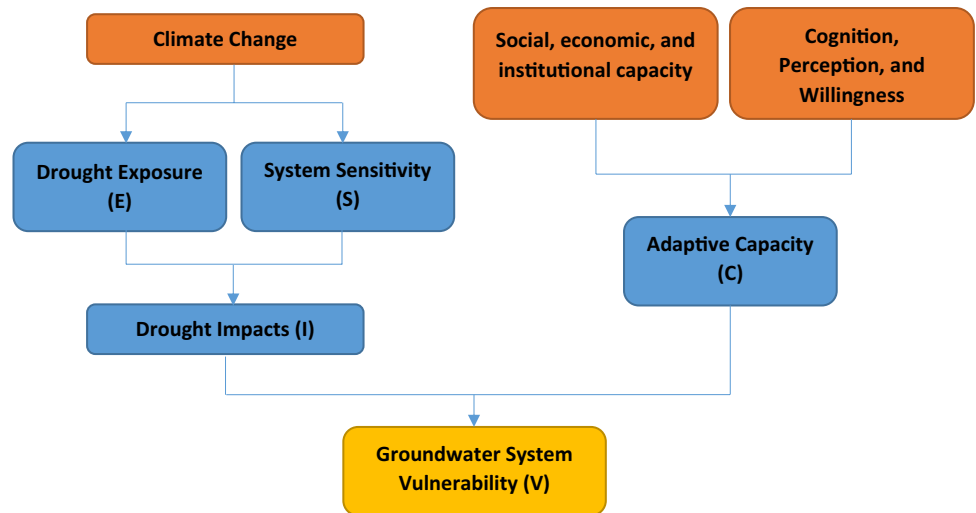 Climate Change
Social, economic, and
institutional capacity
Cognition,
Perception, and
Willingness
Drought Exposure
(E)
System Sensitivity
(S)
Adaptive Capacity
(C)
Drought Impacts (I)
Groundwater System
Vulnerability (V)